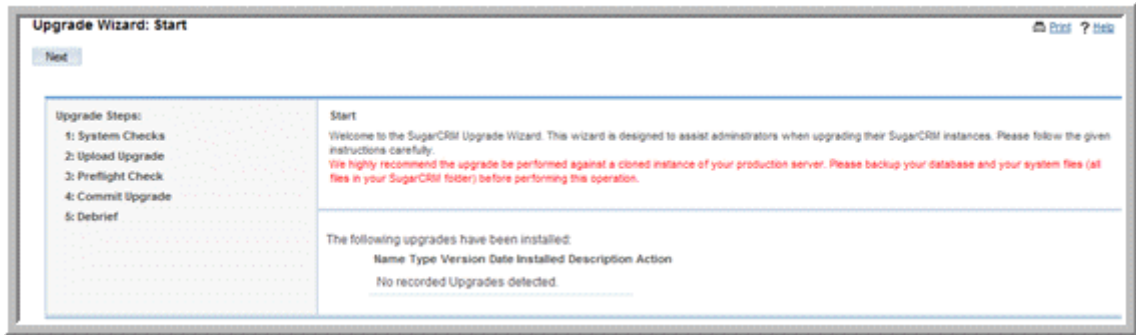 Upgrade Wizard: Start
Print ? Help
Next
Upgrade Steps:
1: System Checks
2: Upload Upgrade
3: Preflight Check
4: Commit Upgrade
5: Debrief
Start
Welcome to the SugarCRM Upgrade Wizard. This wizard is designed to assist adminstrators when upgrading their SugarCRM instances. Please follow the given
instructions carefully.
We highly recommend the upgrade be performed against a cloned instance of your production server. Please backup your database and your system files (all
files in your SugarCRM folder) before performing this operation.
The following upgrades have been installed:
Name Type Version Date Installed Description Action
No recorded Upgrades detected.